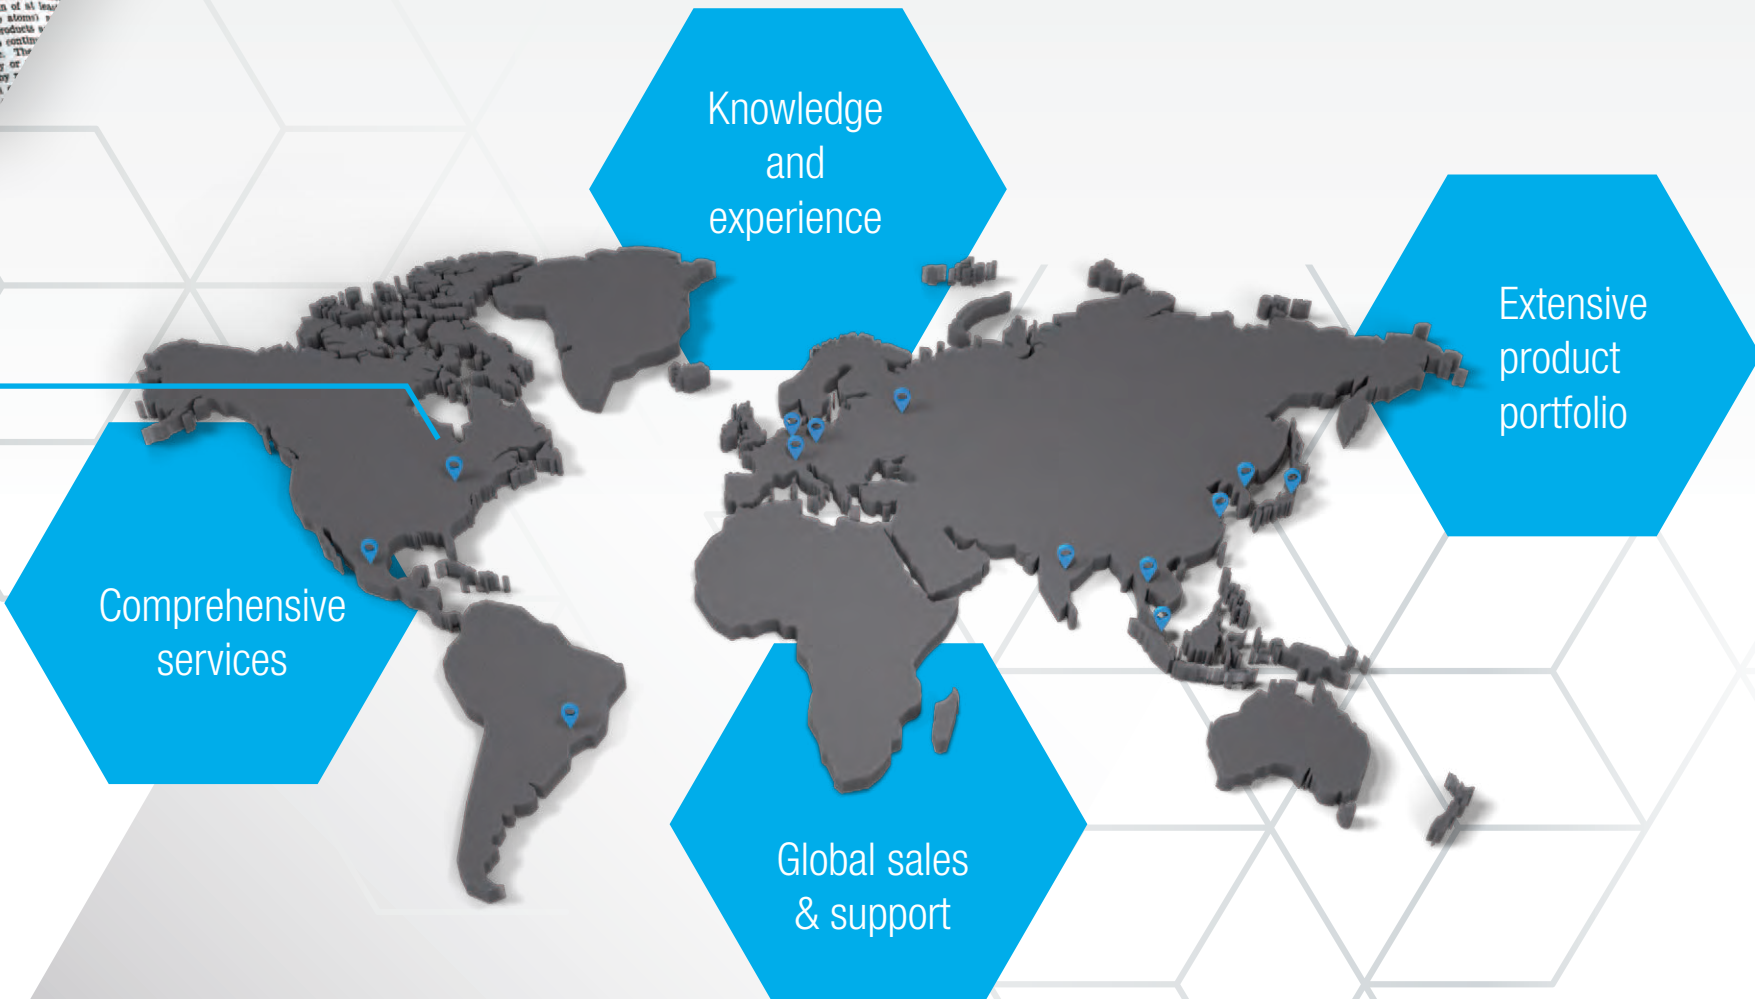 Knowledge
and
experience
Extensive
product
portfolio
Comprehensive
services
Global sales
& support